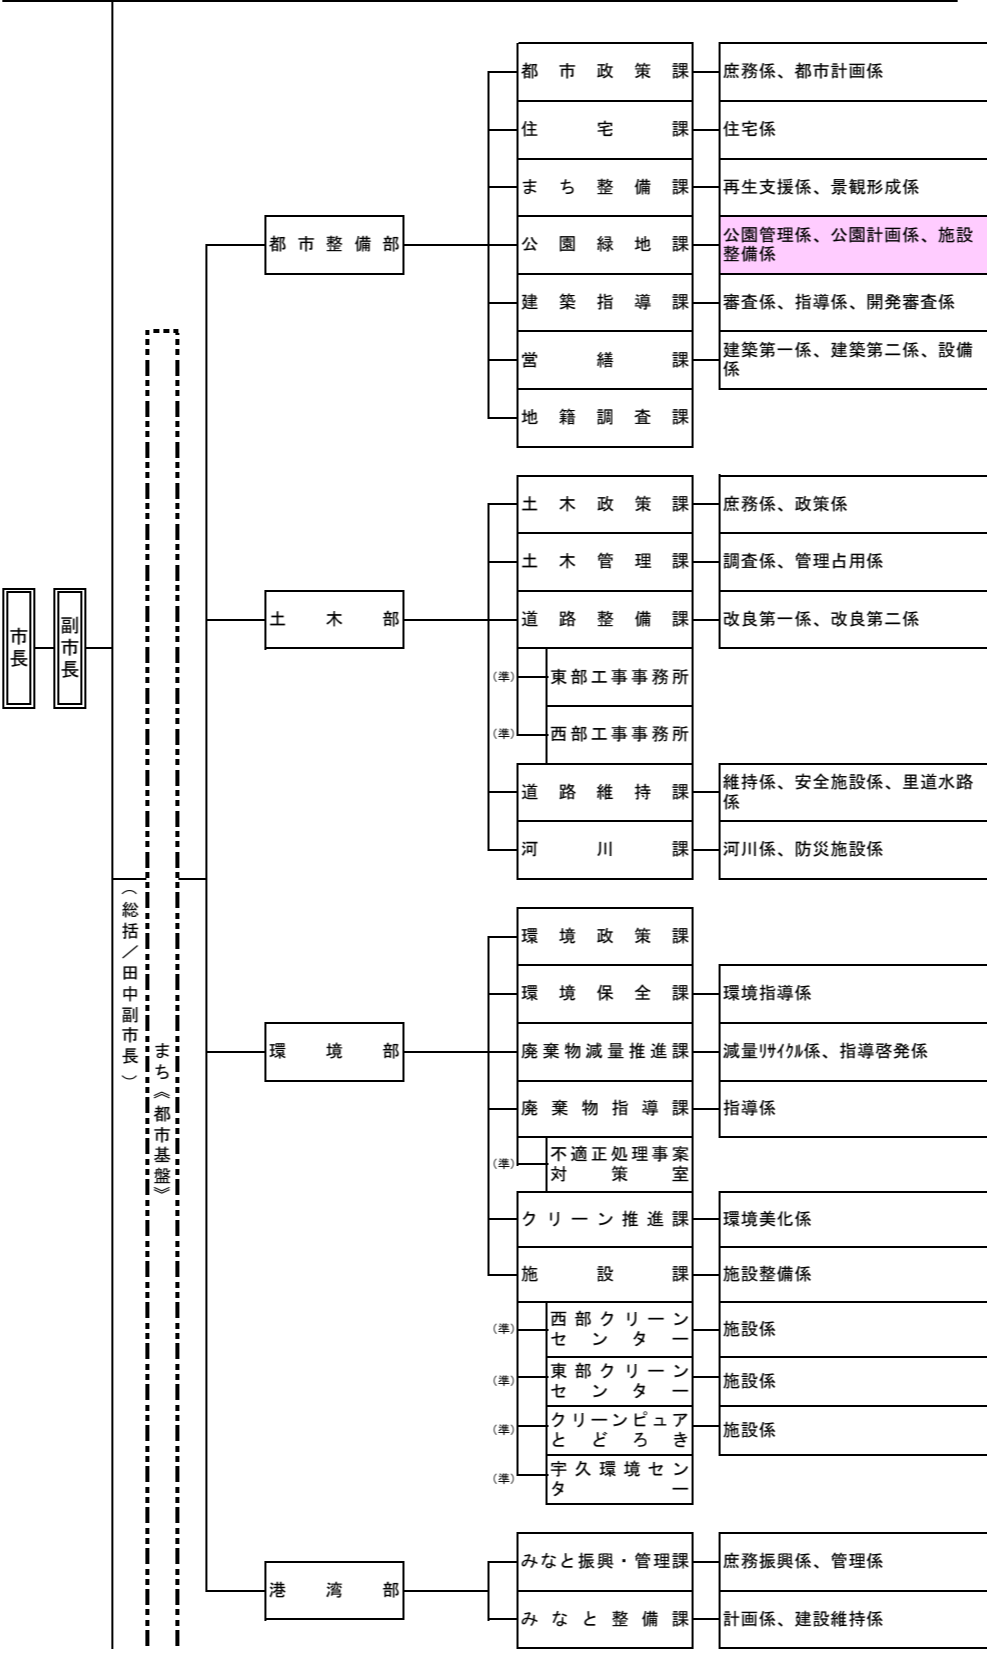 市長
副市長
（総括／田中副市長）
まち《都市基盤》
都市整備部
都市政策課
庶務係、都市計画係
住宅課
住宅係
まち整備課
再生支援係、景観形成係
公園緑地課
公園管理係、公園計画係、施設
整備係
建築指導課
審査係、指導係、開発審査係
営繕課
建築第一係、建築第二係、設備
係
地籍調査課
土木部
土木政策課
庶務係、政策係
土木管理課
調査係、管理占用係
道路整備課
改良第一係、改良第二係
（準）
東部工事事務所
（準）
西部工事事務所
道路維持課
維持係、安全施設係、里道水路
係
河川課
河川係、防災施設係
環境部
環境政策課
環境保全課
環境指導係
廃棄物減量推進課
減量ﾘｻｲｸﾙ係、指導啓発係
廃棄物指導課
指導係
（準）
不適正処理事案
対策室
クリーン推進課
環境美化係
施設課
施設整備係
（準）
西部クリーン
センター
施設係
（準）
東部クリーン
センター
施設係
（準）
クリーンピュア
とどろき
施設係
（準）
宇久環境セン
ター
港湾部
みなと振興・管理課
庶務振興係、管理係
みなと整備課
計画係、建設維持係